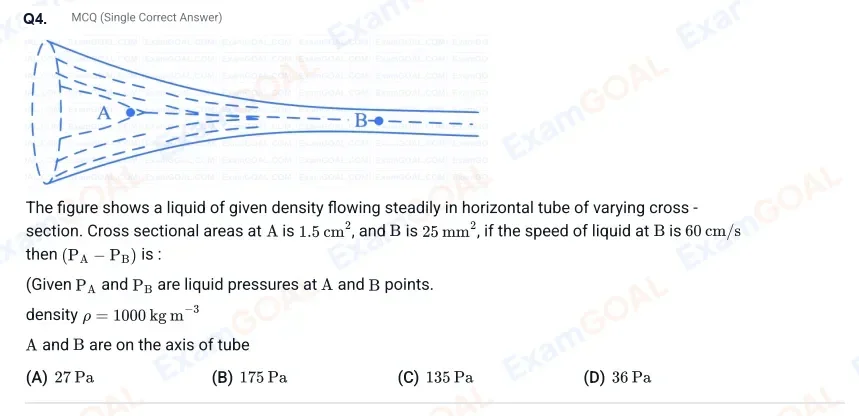 Q4. MCQ (Single Correct Answer)
A
B
The figure shows a liquid of given density flowing steadily in horizontal tube of varying cross -
section. Cross sectional areas at A is 1.5 cm², and B is 25 mm², if the speed of liquid at B is 60 cm/s
then (P_A − P_B) is :
(Given P_A and P_B are liquid pressures at A and B points.
density ρ = 1000 kg m⁻³
A and B are on the axis of tube
(A) 27 Pa (B) 175 Pa (C) 135 Pa (D) 36 Pa
ExamGOAL
ExamGOAL
ExamGOAL